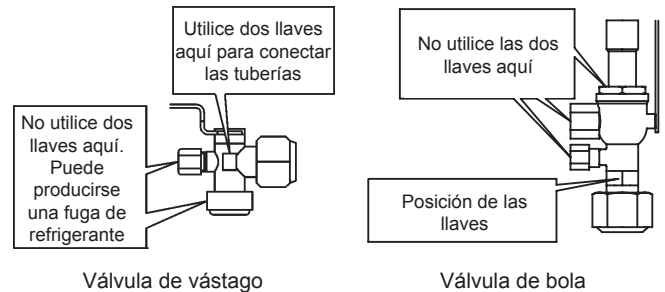 Utilice dos llaves
aquí para conectar
las tuberías
No utilice dos
llaves aquí.
Puede
producirse
una fuga de
refrigerante
Válvula de vástago
No utilice las dos
llaves aquí
Posición de las
llaves
Válvula de bola